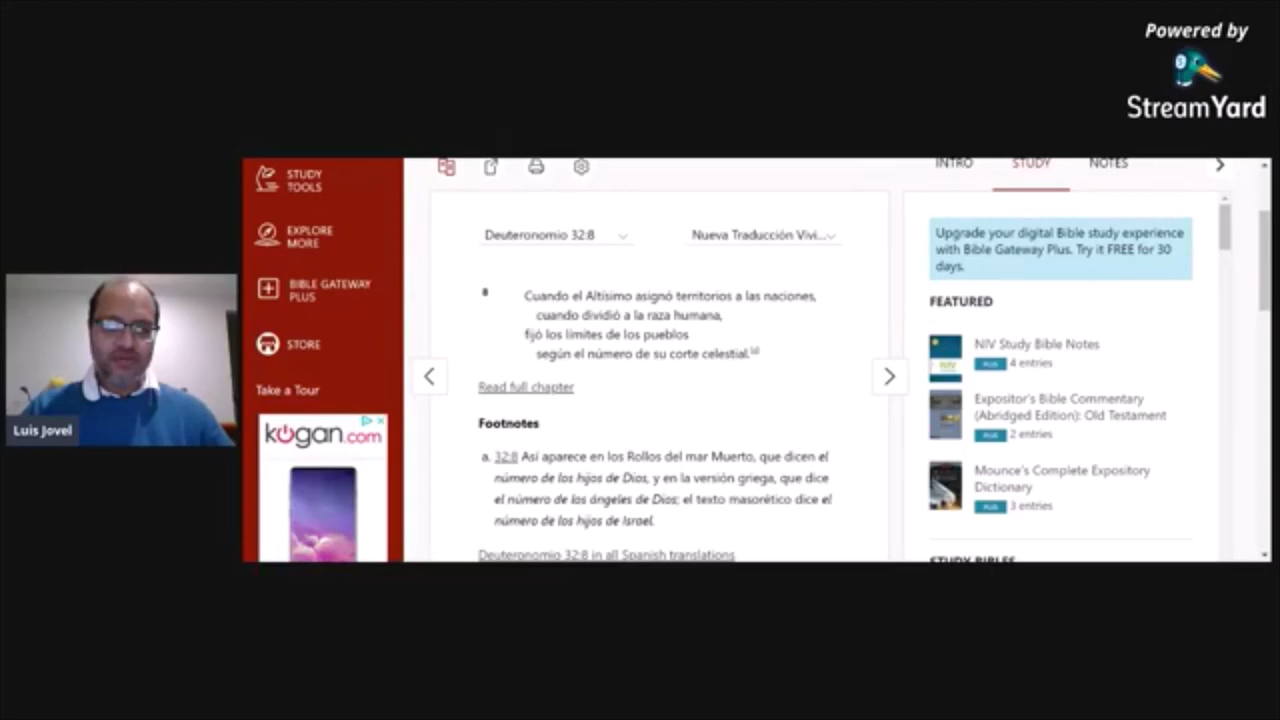 Powered by
StreamYard
STUDY
TOOLS
EXPLORE
MORE
BIBLE GATEWAY
PLUS
STORE
Take a Tour
kogan.com
Luis Jovel
Deuteronomio 32:8
Nueva Traducción Vivi...
8
Cuando el Altísimo asignó territorios a las naciones,
cuando dividió a la raza humana,
fijó los límites de los pueblos
según el número de su corte celestial.[a]
Read full chapter
Footnotes
a. 32:8 Así aparece en los Rollos del mar Muerto, que dicen el
número de los hijos de Dios, y en la versión griega, que dice
el número de los ángeles de Dios; el texto masorético dice el
número de los hijos de Israel.
Deuteronomio 32:8 in all Spanish translations
INTRO
STUDY
NOTES
Upgrade your digital Bible study experience
with Bible Gateway Plus. Try it FREE for 30
days.
FEATURED
NIV Study Bible Notes
PLUS 4 entries
Expositor's Bible Commentary
(Abridged Edition): Old Testament
PLUS 2 entries
Mounce's Complete Expository
Dictionary
PLUS 3 entries
STUDY BIBLES